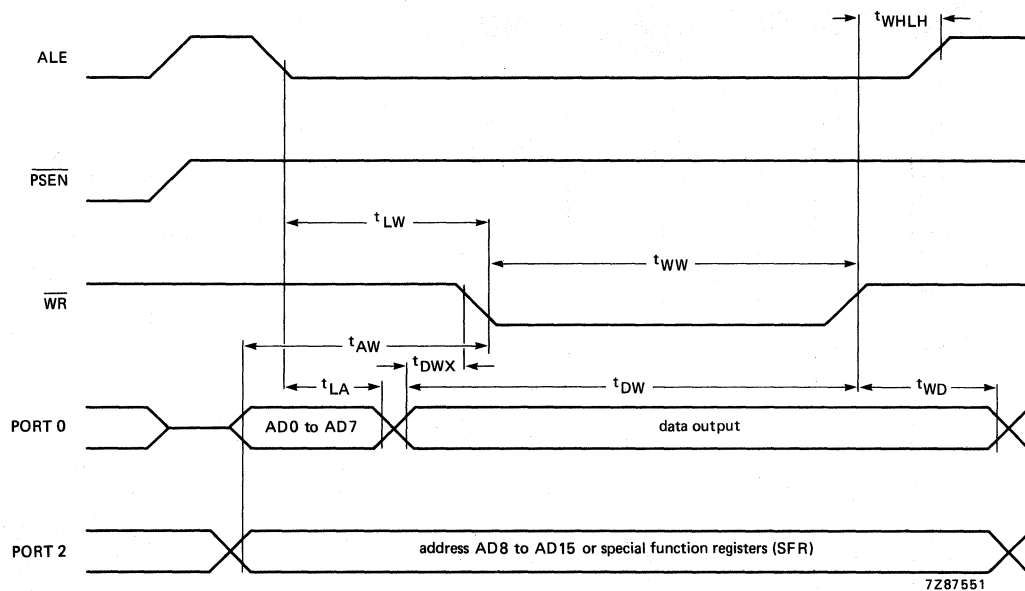 tWHLH
ALE
PSEN
tLW
tWW
WR
tAW
tDWX
tLA
tDW
tWD
PORT 0
AD0 to AD7
data output
PORT 2
address AD8 to AD15 or special function registers (SFR)
7Z87551